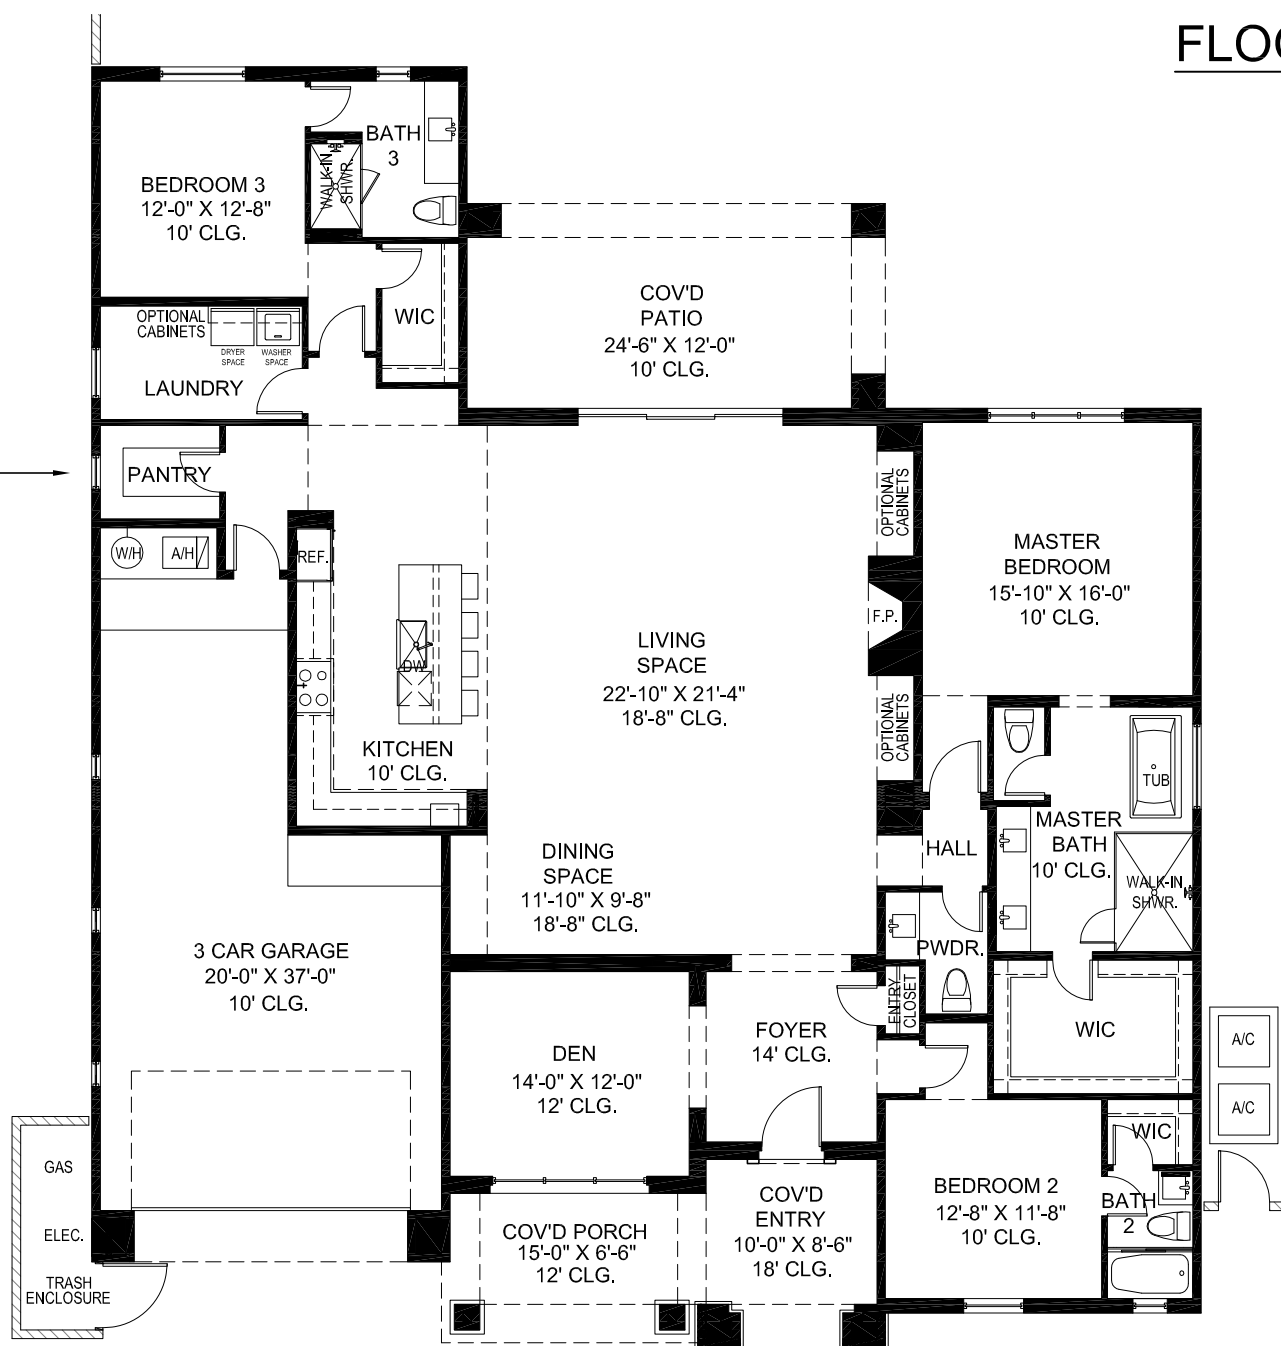 FLOO
BATH
3
WALK-IN
SHWR.
BEDROOM 3
12'-0" X 12'-8"
10' CLG.
COV'D
PATIO
24'-6" X 12'-0"
10' CLG.
OPTIONAL
CABINETS
DRYER
SPACE
WASHER
SPACE
LAUNDRY
WIC
PANTRY
W/H
A/H
REF.
DW
KITCHEN
10' CLG.
LIVING
SPACE
22'-10" X 21'-4"
18'-8" CLG.
OPTIONAL
CABINETS
F.P.
OPTIONAL
CABINETS
MASTER
BEDROOM
15'-10" X 16'-0"
10' CLG.
TUB
MASTER
BATH
10' CLG.
WALK-IN
SHWR.
HALL
DINING
SPACE
11'-10" X 9'-8"
18'-8" CLG.
PWDR.
ENTRY
CLOSET
3 CAR GARAGE
20'-0" X 37'-0"
10' CLG.
DEN
14'-0" X 12'-0"
12' CLG.
FOYER
14' CLG.
WIC
A/C
A/C
WIC
BATH
2
BEDROOM 2
12'-8" X 11'-8"
10' CLG.
COV'D
ENTRY
10'-0" X 8'-6"
18' CLG.
COV'D PORCH
15'-0" X 6'-6"
12' CLG.
GAS
ELEC.
TRASH
ENCLOSURE